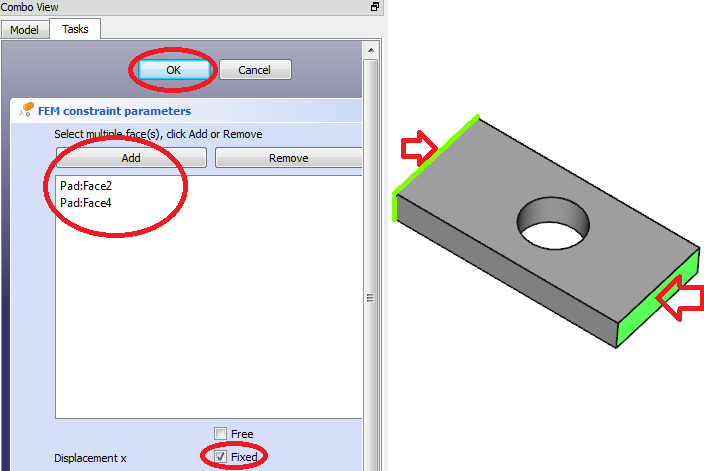 Combo View
Model Tasks
OK Cancel
FEM constraint parameters
Select multiple face(s), click Add or Remove
Add Remove
Pad:Face2
Pad:Face4
Free
Displacement x Fixed